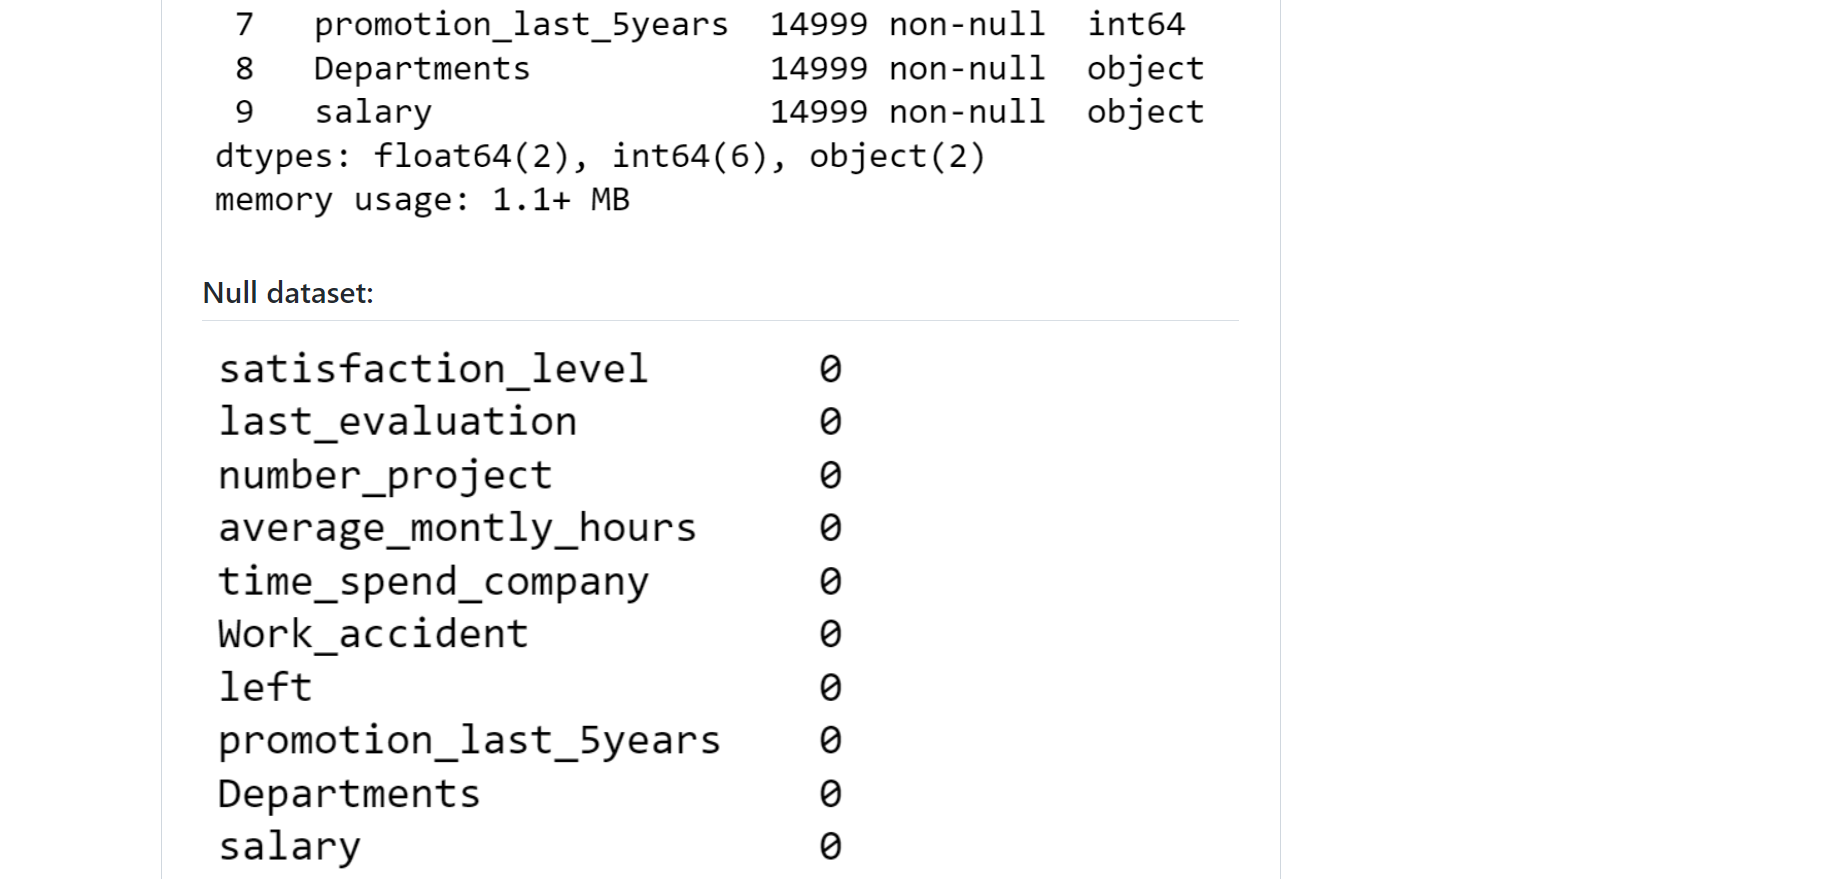 7 promotion_last_5years 14999 non-null int64
8 Departments 14999 non-null object
9 salary 14999 non-null object
dtypes: float64(2), int64(6), object(2)
memory usage: 1.1+ MB
Null dataset:
satisfaction_level 0
last_evaluation 0
number_project 0
average_montly_hours 0
time_spend_company 0
Work_accident 0
left 0
promotion_last_5years 0
Departments 0
salary 0